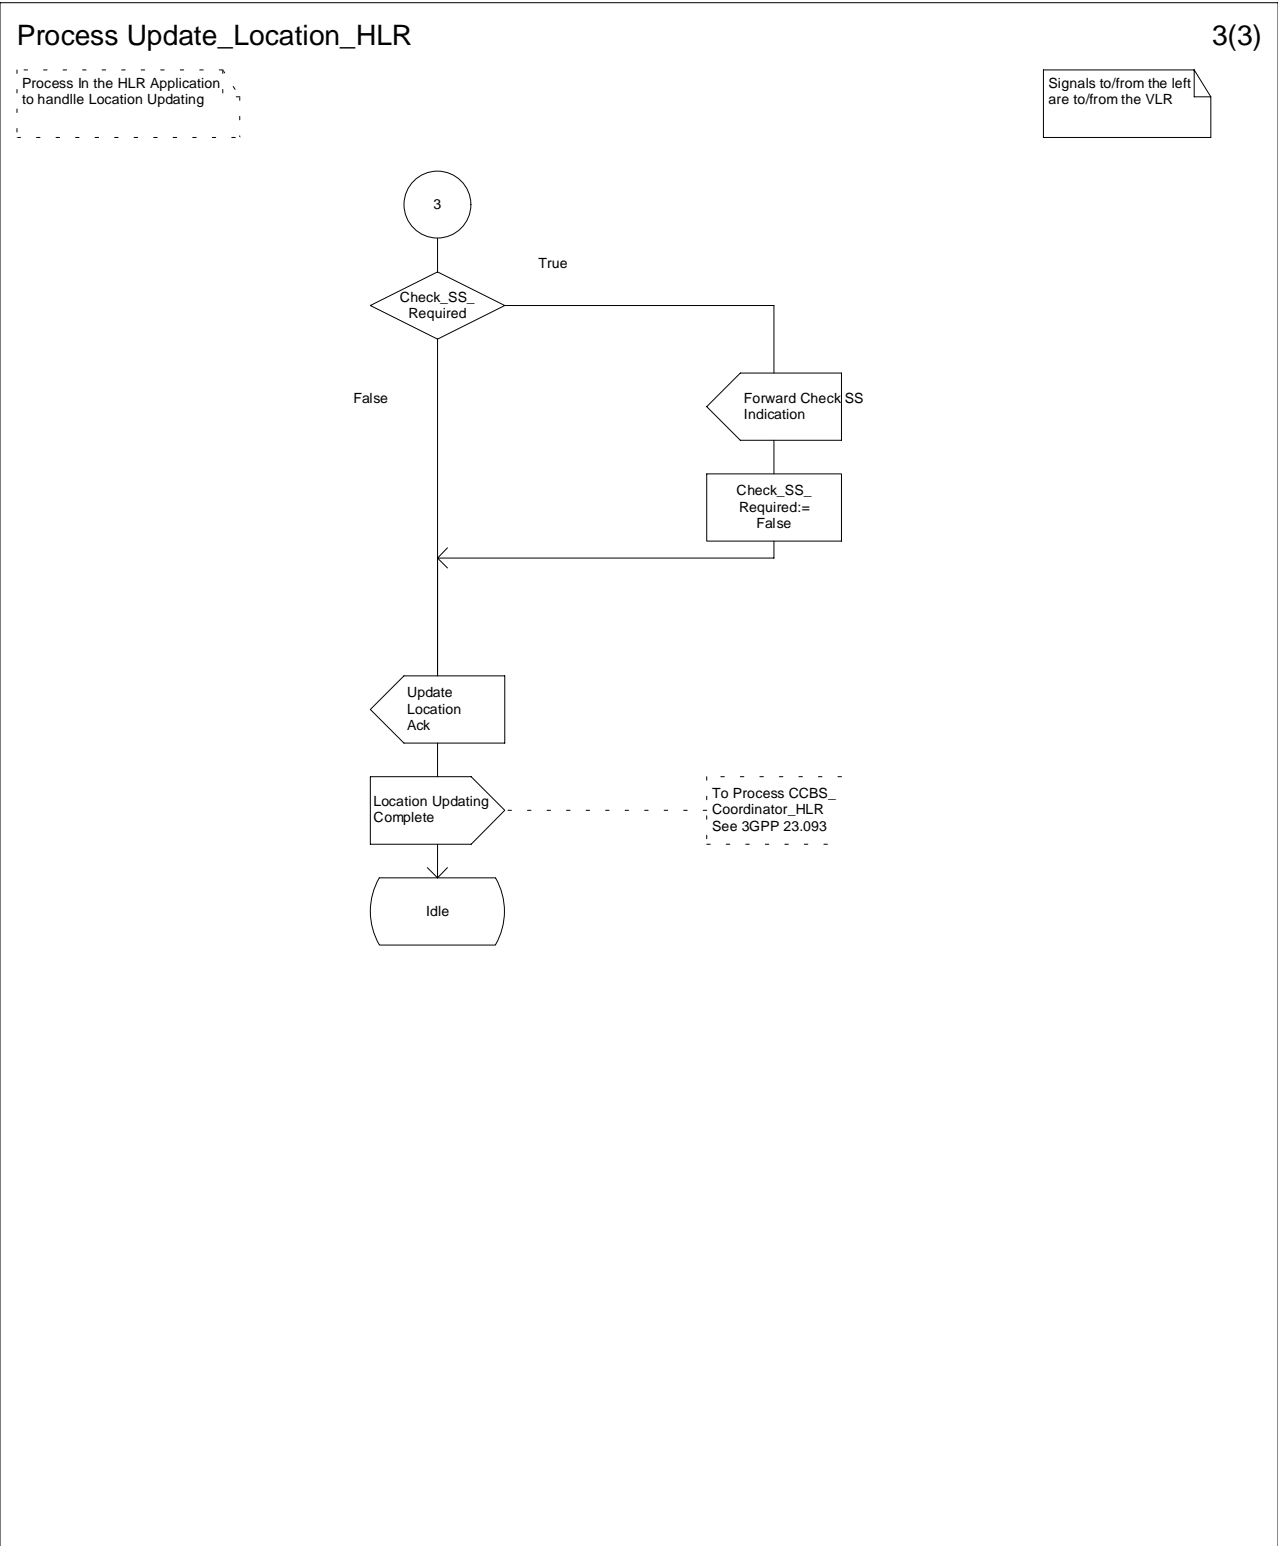 Process Update_Location_HLR
3(3)
Process In the HLR Application
to handlle Location Updating
Signals to/from the left
are to/from the VLR
3
True
Check_SS_
Required
False
Forward Check SS
Indication
Check_SS_
Required:=
False
Update
Location
Ack
Location Updating
Complete
To Process CCBS_
Coordinator_HLR
See 3GPP 23.093
Idle